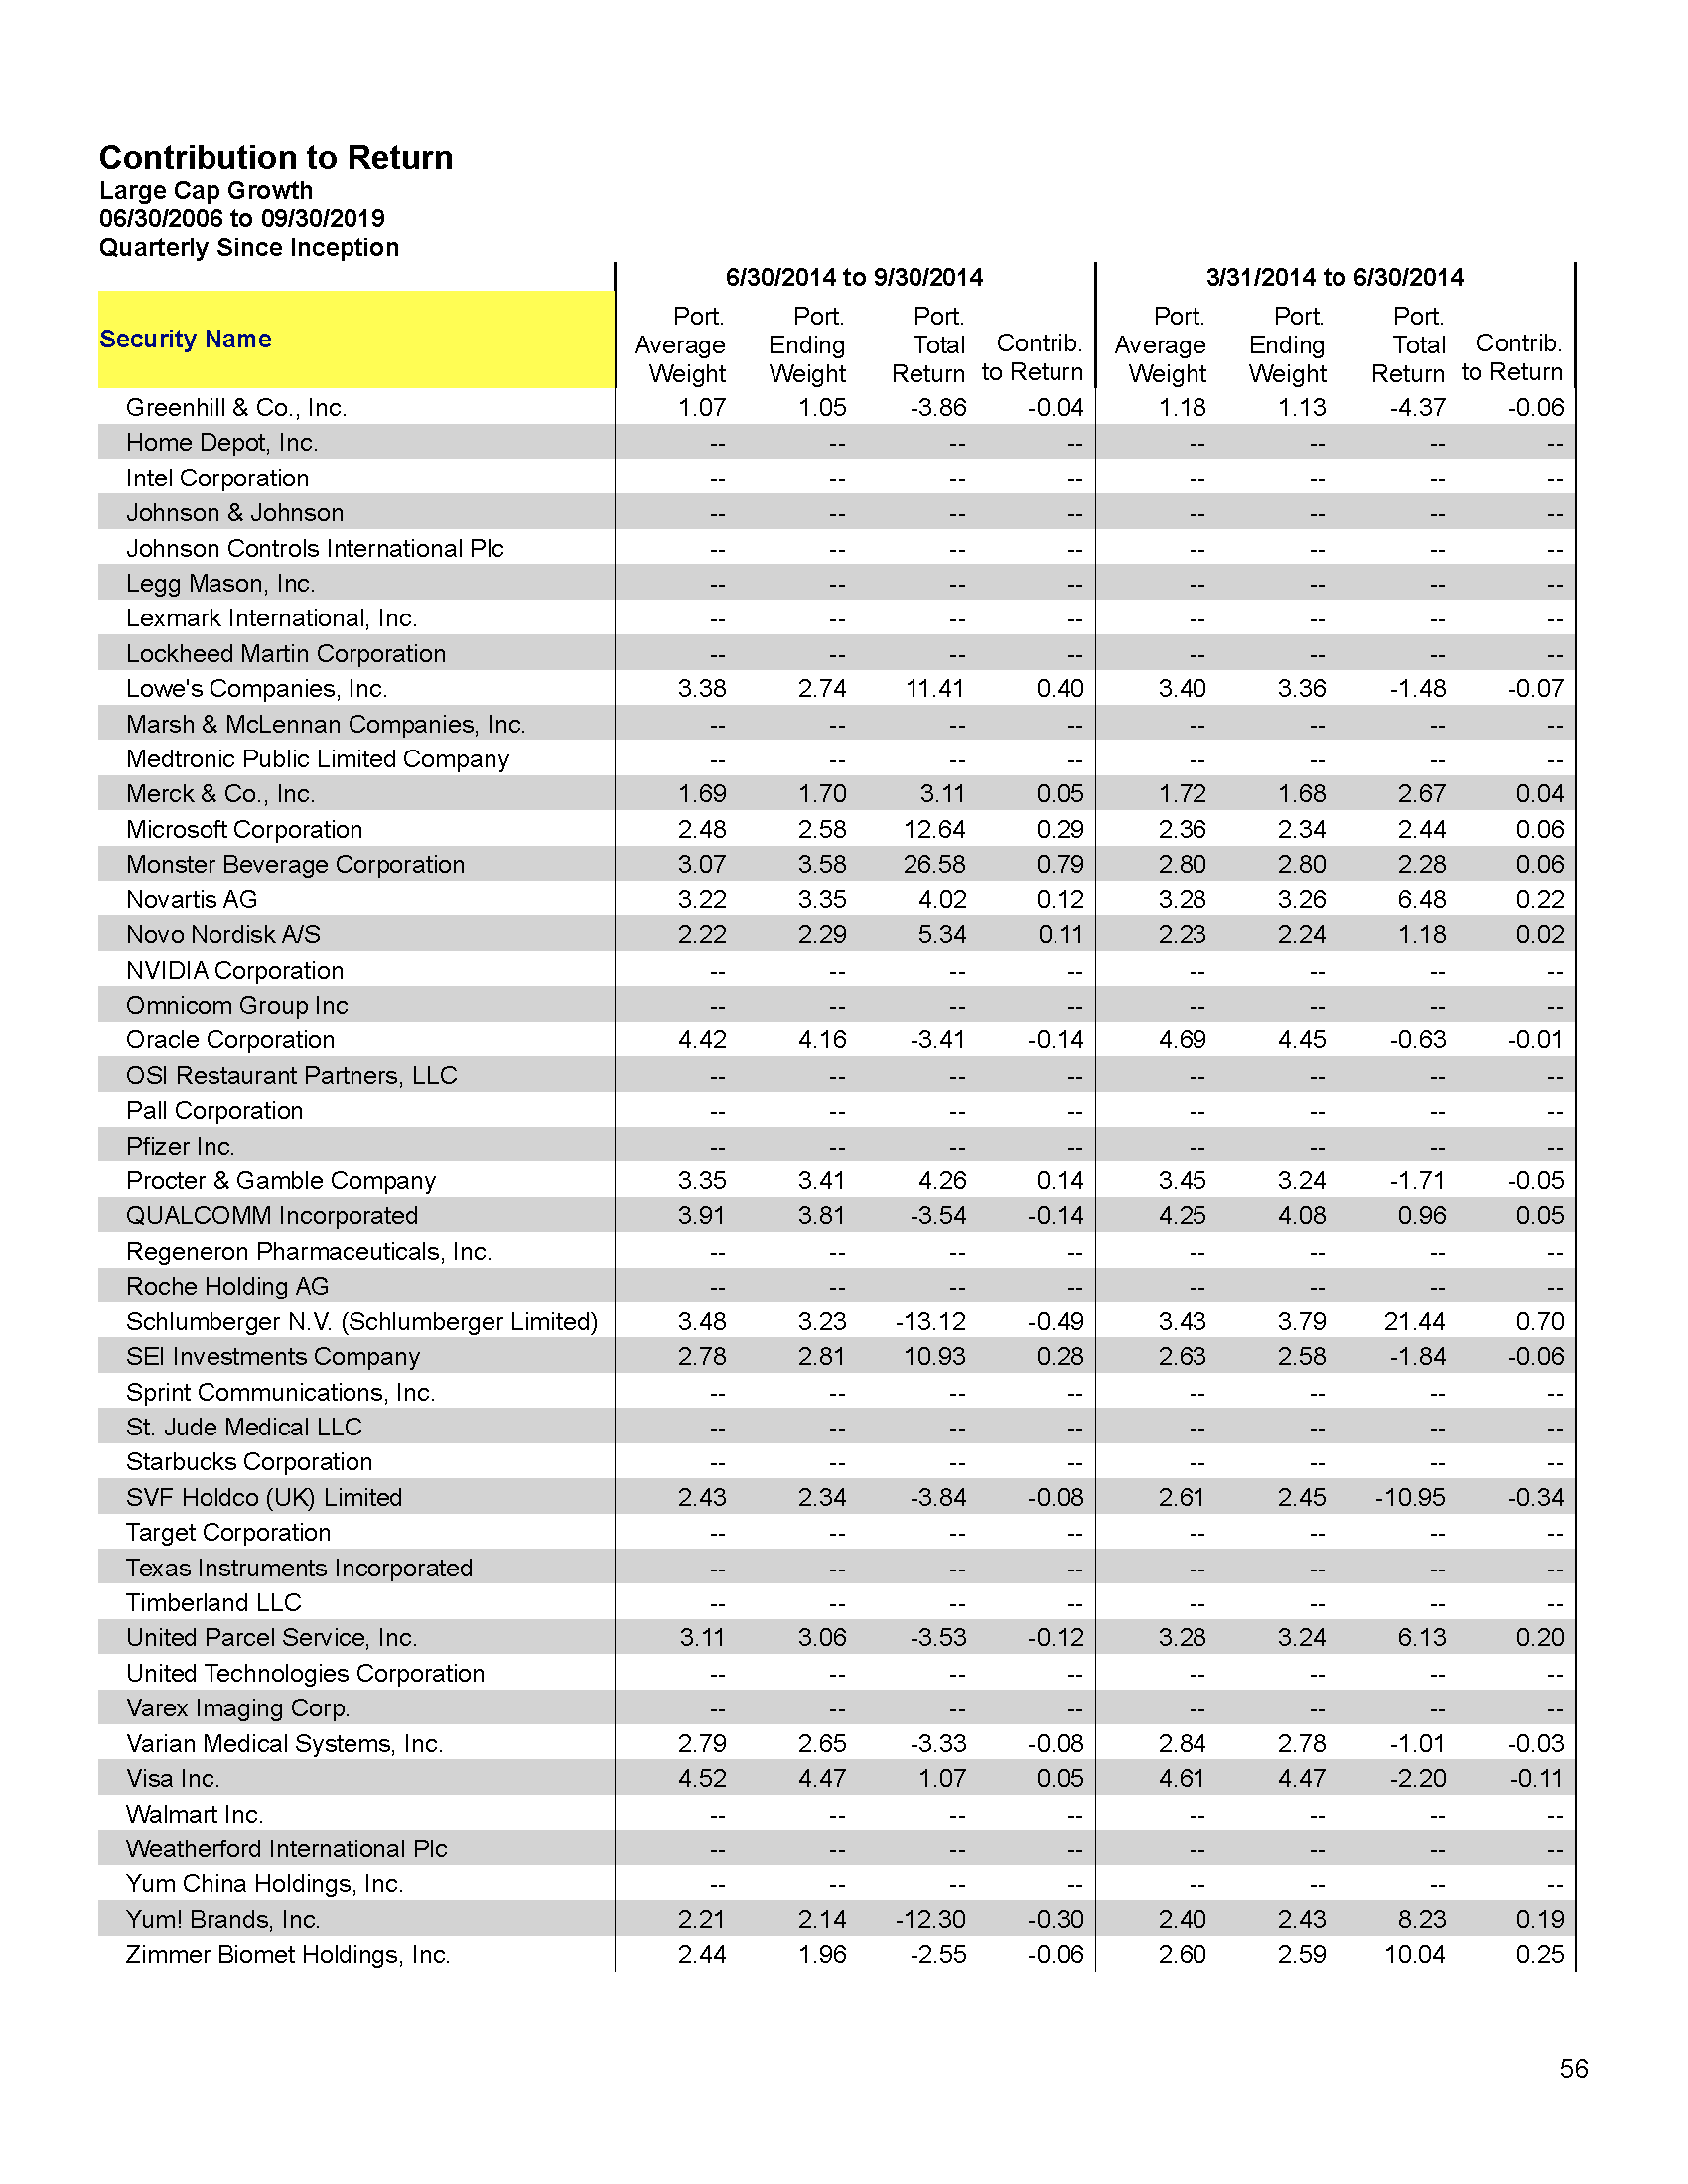 Contribution to Return
Large Cap Growth
06/30/2006 to 09/30/2019
Quarterly Since Inception
6/30/2014 to 9/30/2014 3/31/2014 to 6/30/2014
Security Name
Port. Average Weight Port. Ending Weight Port. Total Return Contrib. to Return Port. Average Weight Port. Ending Weight Port. Total Return Contrib. to Return
Greenhill & Co., Inc. 1.07 1.05 -3.86 -0.04 1.18 1.13 -4.37 -0.06
Home Depot, Inc. -- -- -- -- -- -- -- --
Intel Corporation -- -- -- -- -- -- -- --
Johnson & Johnson -- -- -- -- -- -- -- --
Johnson Controls International Plc -- -- -- -- -- -- -- --
Legg Mason, Inc. -- -- -- -- -- -- -- --
Lexmark International, Inc. -- -- -- -- -- -- -- --
Lockheed Martin Corporation -- -- -- -- -- -- -- --
Lowe's Companies, Inc. 3.38 2.74 11.41 0.40 3.40 3.36 -1.48 -0.07
Marsh & McLennan Companies, Inc. -- -- -- -- -- -- -- --
Medtronic Public Limited Company -- -- -- -- -- -- -- --
Merck & Co., Inc. 1.69 1.70 3.11 0.05 1.72 1.68 2.67 0.04
Microsoft Corporation 2.48 2.58 12.64 0.29 2.36 2.34 2.44 0.06
Monster Beverage Corporation 3.07 3.58 26.58 0.79 2.80 2.80 2.28 0.06
Novartis AG 3.22 3.35 4.02 0.12 3.28 3.26 6.48 0.22
Novo Nordisk A/S 2.22 2.29 5.34 0.11 2.23 2.24 1.18 0.02
NVIDIA Corporation -- -- -- -- -- -- -- --
Omnicom Group Inc -- -- -- -- -- -- -- --
Oracle Corporation 4.42 4.16 -3.41 -0.14 4.69 4.45 -0.63 -0.01
OSI Restaurant Partners, LLC -- -- -- -- -- -- -- --
Pall Corporation -- -- -- -- -- -- -- --
Pfizer Inc. -- -- -- -- -- -- -- --
Procter & Gamble Company 3.35 3.41 4.26 0.14 3.45 3.24 -1.71 -0.05
QUALCOMM Incorporated 3.91 3.81 -3.54 -0.14 4.25 4.08 0.96 0.05
Regeneron Pharmaceuticals, Inc. -- -- -- -- -- -- -- --
Roche Holding AG -- -- -- -- -- -- -- --
Schlumberger N.V. (Schlumberger Limited) 3.48 3.23 -13.12 -0.49 3.43 3.79 21.44 0.70
SEI Investments Company 2.78 2.81 10.93 0.28 2.63 2.58 -1.84 -0.06
Sprint Communications, Inc. -- -- -- -- -- -- -- --
St. Jude Medical LLC -- -- -- -- -- -- -- --
Starbucks Corporation -- -- -- -- -- -- -- --
SVF Holdco (UK) Limited 2.43 2.34 -3.84 -0.08 2.61 2.45 -10.95 -0.34
Target Corporation -- -- -- -- -- -- -- --
Texas Instruments Incorporated -- -- -- -- -- -- -- --
Timberland LLC -- -- -- -- -- -- -- --
United Parcel Service, Inc. 3.11 3.06 -3.53 -0.12 3.28 3.24 6.13 0.20
United Technologies Corporation -- -- -- -- -- -- -- --
Varex Imaging Corp. -- -- -- -- -- -- -- --
Varian Medical Systems, Inc. 2.79 2.65 -3.33 -0.08 2.84 2.78 -1.01 -0.03
Visa Inc. 4.52 4.47 1.07 0.05 4.61 4.47 -2.20 -0.11
Walmart Inc. -- -- -- -- -- -- -- --
Weatherford International Plc -- -- -- -- -- -- -- --
Yum China Holdings, Inc. -- -- -- -- -- -- -- --
Yum! Brands, Inc. 2.21 2.14 -12.30 -0.30 2.40 2.43 8.23 0.19
Zimmer Biomet Holdings, Inc. 2.44 1.96 -2.55 -0.06 2.60 2.59 10.04 0.25
56